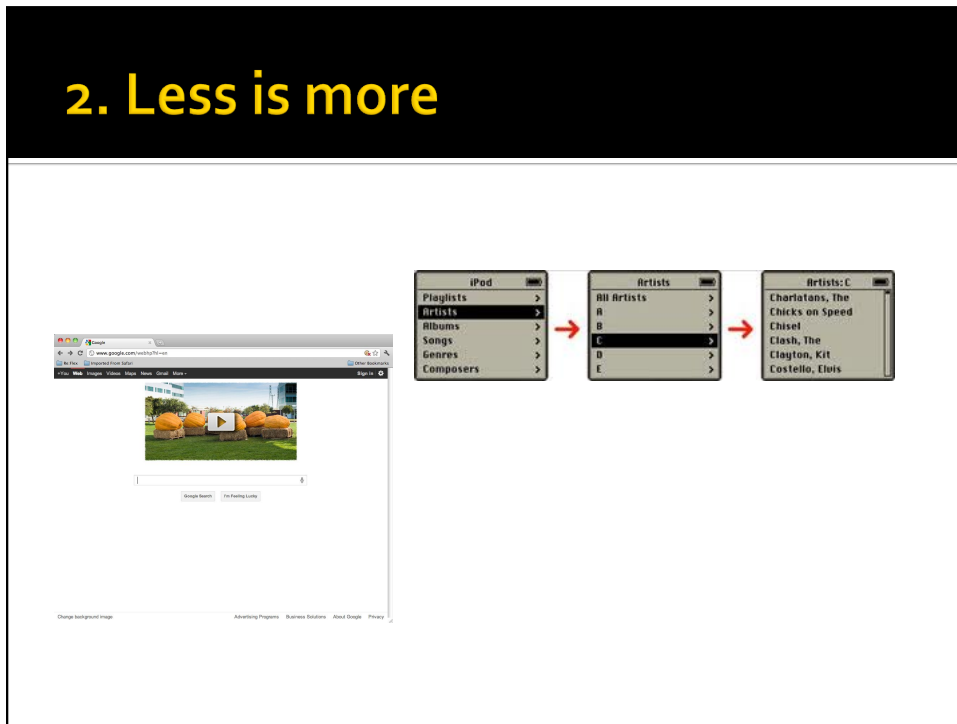 2. Less is more
Google
www.google.com/webhp?hl=en
Imported From Safari
Other Bookmarks
+You Web Images Videos Maps News Gmail More
Sign in
Google Search I'm Feeling Lucky
Change background image
Advertising Programs Business Solutions About Google Privacy
iPod
Playlists >
Artists >
Albums >
Songs >
Genres >
Composers >
Artists
All Artists >
A >
B >
C >
D >
E >
Artists: C
Charlatans, The
Chicks on Speed
Chisel
Clash, The
Clayton, Kit
Costello, Elvis